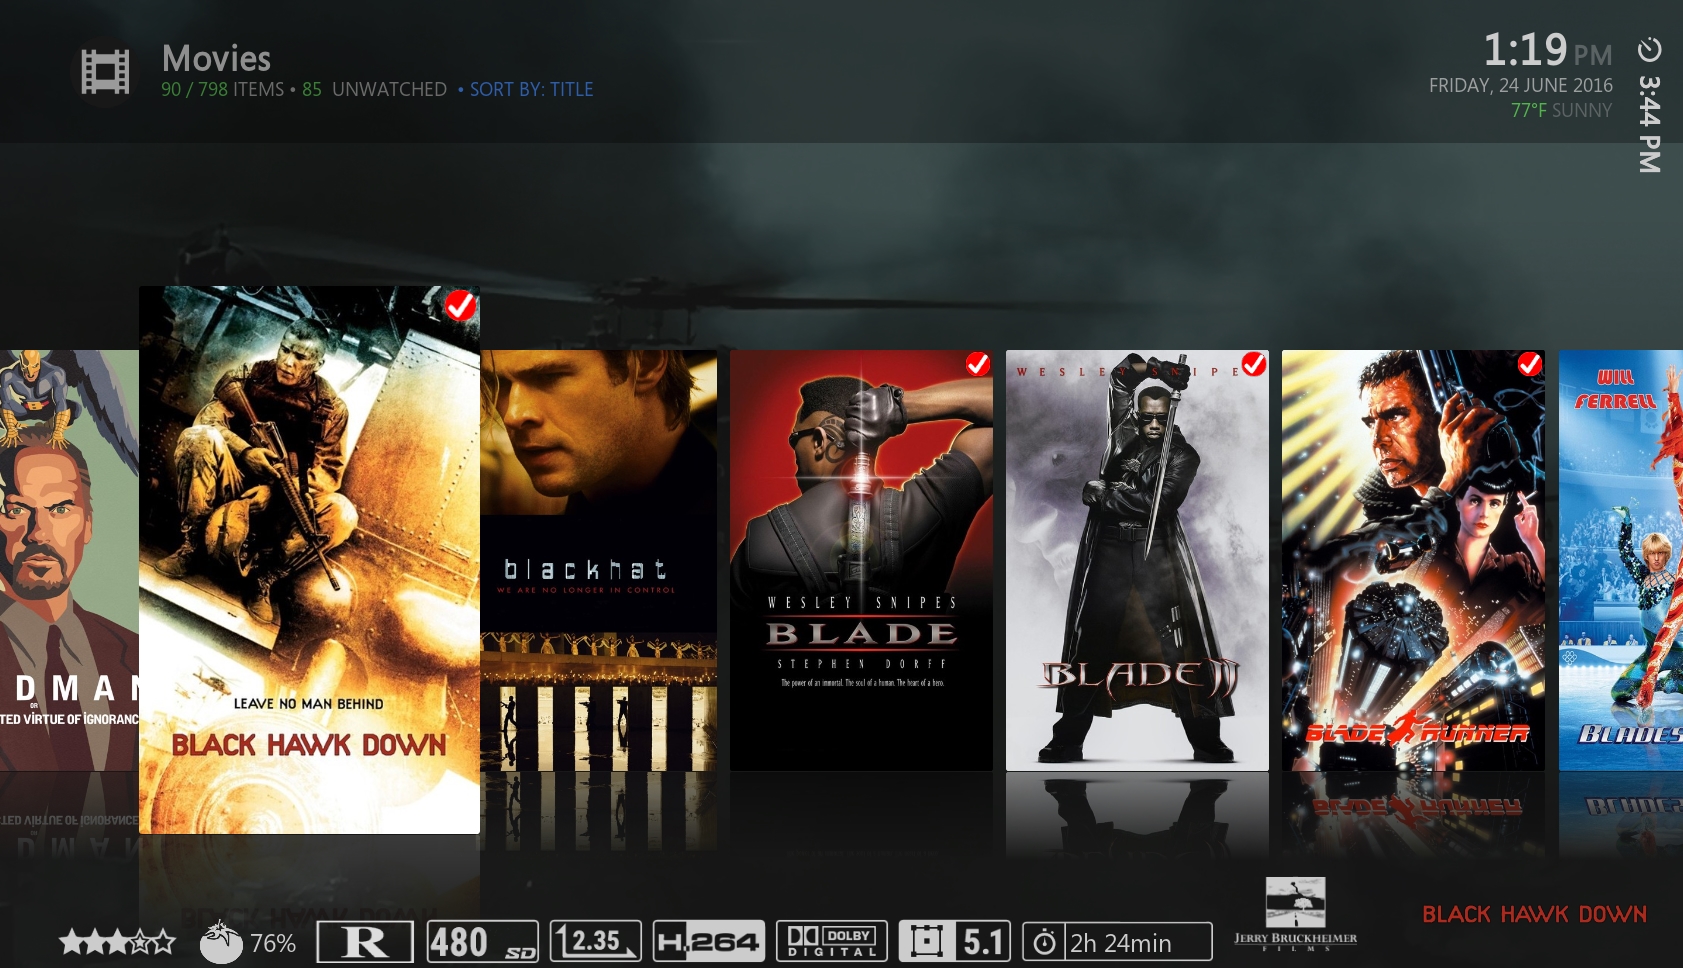 Movies
90 / 798 ITEMS • 85 UNWATCHED • SORT BY: TITLE
1:19 PM
FRIDAY, 24 JUNE 2016
77°F SUNNY
3:44 PM
DMAN
OR
TED VIRTUE OF IGNORANC
LEAVE NO MAN BEHIND
BLACK HAWK DOWN
blackhat
WE ARE NO LONGER IN CONTROL
WESLEY SNIPES
BLADE
STEPHEN DORFF
The power of an immortal. The soul of a human. The heart of a hero.
WESLEY SNIPE
BLADE II
BLADE RUNNER
WILL
FERRELL
BLADES
76%
R
480 SD
2.35
H.264
DOLBY
DIGITAL
5.1
2h 24min
JERRY BRUCKHEIMER
FILMS
BLACK HAWK DOWN